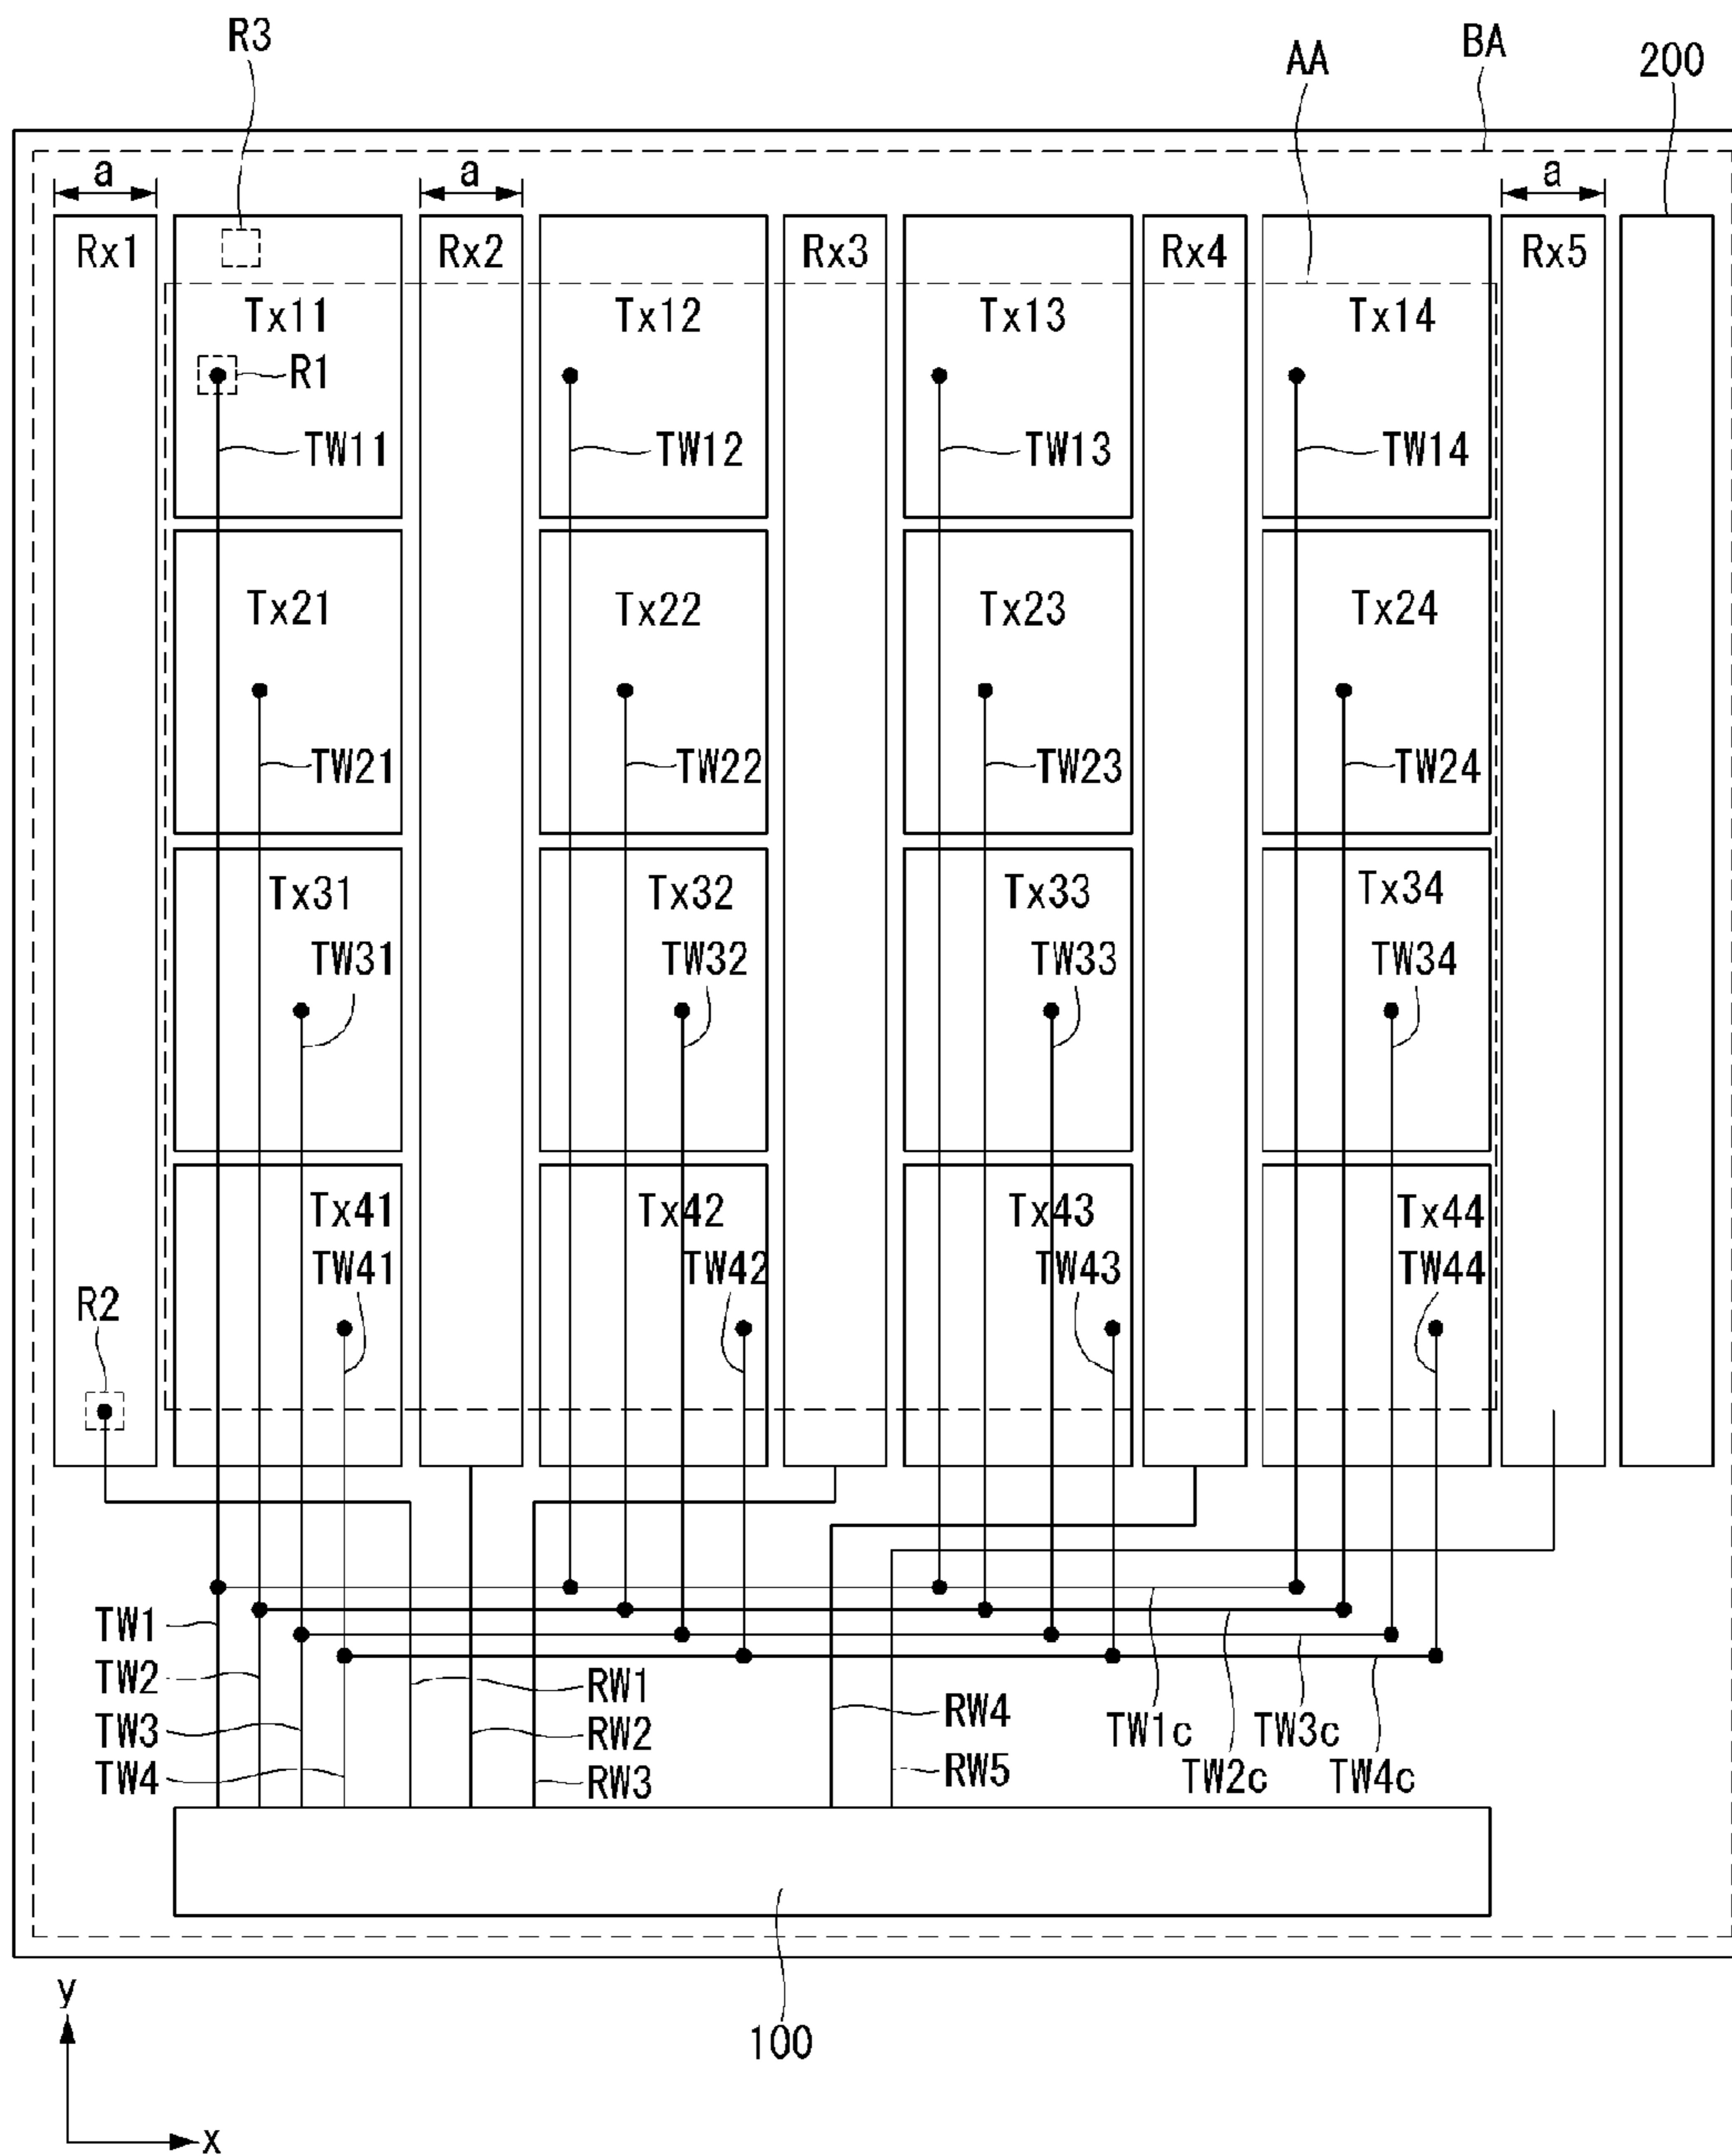 R3 AA BA 200
a a a
Rx1 Rx2 Rx3 Rx4 Rx5
Tx11 Tx12 Tx13 Tx14
R1
TW11 TW12 TW13 TW14
Tx21 Tx22 Tx23 Tx24
TW21 TW22 TW23 TW24
Tx31 Tx32 Tx33 Tx34
TW31 TW32 TW33 TW34
Tx41 Tx42 Tx43 Tx44
TW41 TW42 TW43 TW44
R2
TW1
TW2 RW1
TW3 RW2 RW4 TW1c TW3c
TW4 RW3 RW5 TW2c TW4c
y
100
x